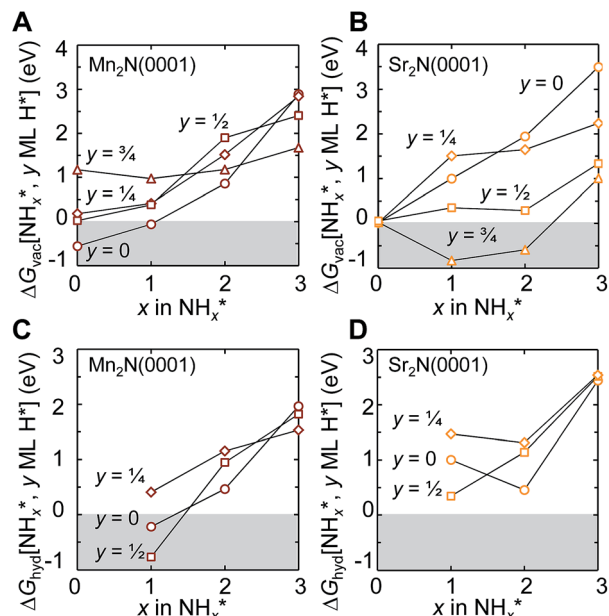 A
Mn₂N(0001)
ΔG_vac[NHₓ*, y ML H*] (eV)
4
3
2
1
0
-1
y = ½
y = ¾
y = ¼
y = 0
0 1 2 3
x in NHₓ*
B
Sr₂N(0001)
ΔG_vac[NHₓ*, y ML H*] (eV)
4
3
2
1
0
-1
y = 0
y = ¼
y = ½
y = ¾
0 1 2 3
x in NHₓ*
C
Mn₂N(0001)
ΔG_hyd[NHₓ*, y ML H*] (eV)
3
2
1
0
-1
y = ¼
y = 0
y = ½
0 1 2 3
x in NHₓ*
D
Sr₂N(0001)
ΔG_hyd[NHₓ*, y ML H*] (eV)
3
2
1
0
-1
y = ¼
y = 0
y = ½
0 1 2 3
x in NHₓ*